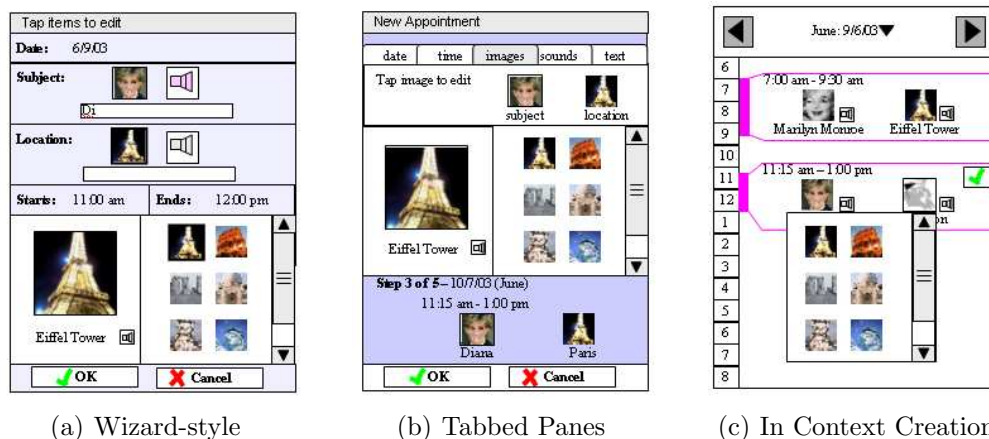 Tap items to edit
Date: 6/9/03
Subject:
Di
Location:
Starts: 11:00 am Ends: 12:00 pm
Eiffel Tower
OK Cancel
(a) Wizard-style
New Appointment
date time images sounds text
Tap image to edit
subject location
Eiffel Tower
Step 3 of 5 – 10/7/03 (June)
11:15 am - 1:00 pm
Diana Paris
OK Cancel
(b) Tabbed Panes
June: 9/6/03
6
7
8
9
10
11
12
1
2
3
4
5
6
7
8
7:00 am - 9:30 am
Marilyn Monroe Eiffel Tower
11:15 am – 1:00 pm
on
(c) In Context Creation